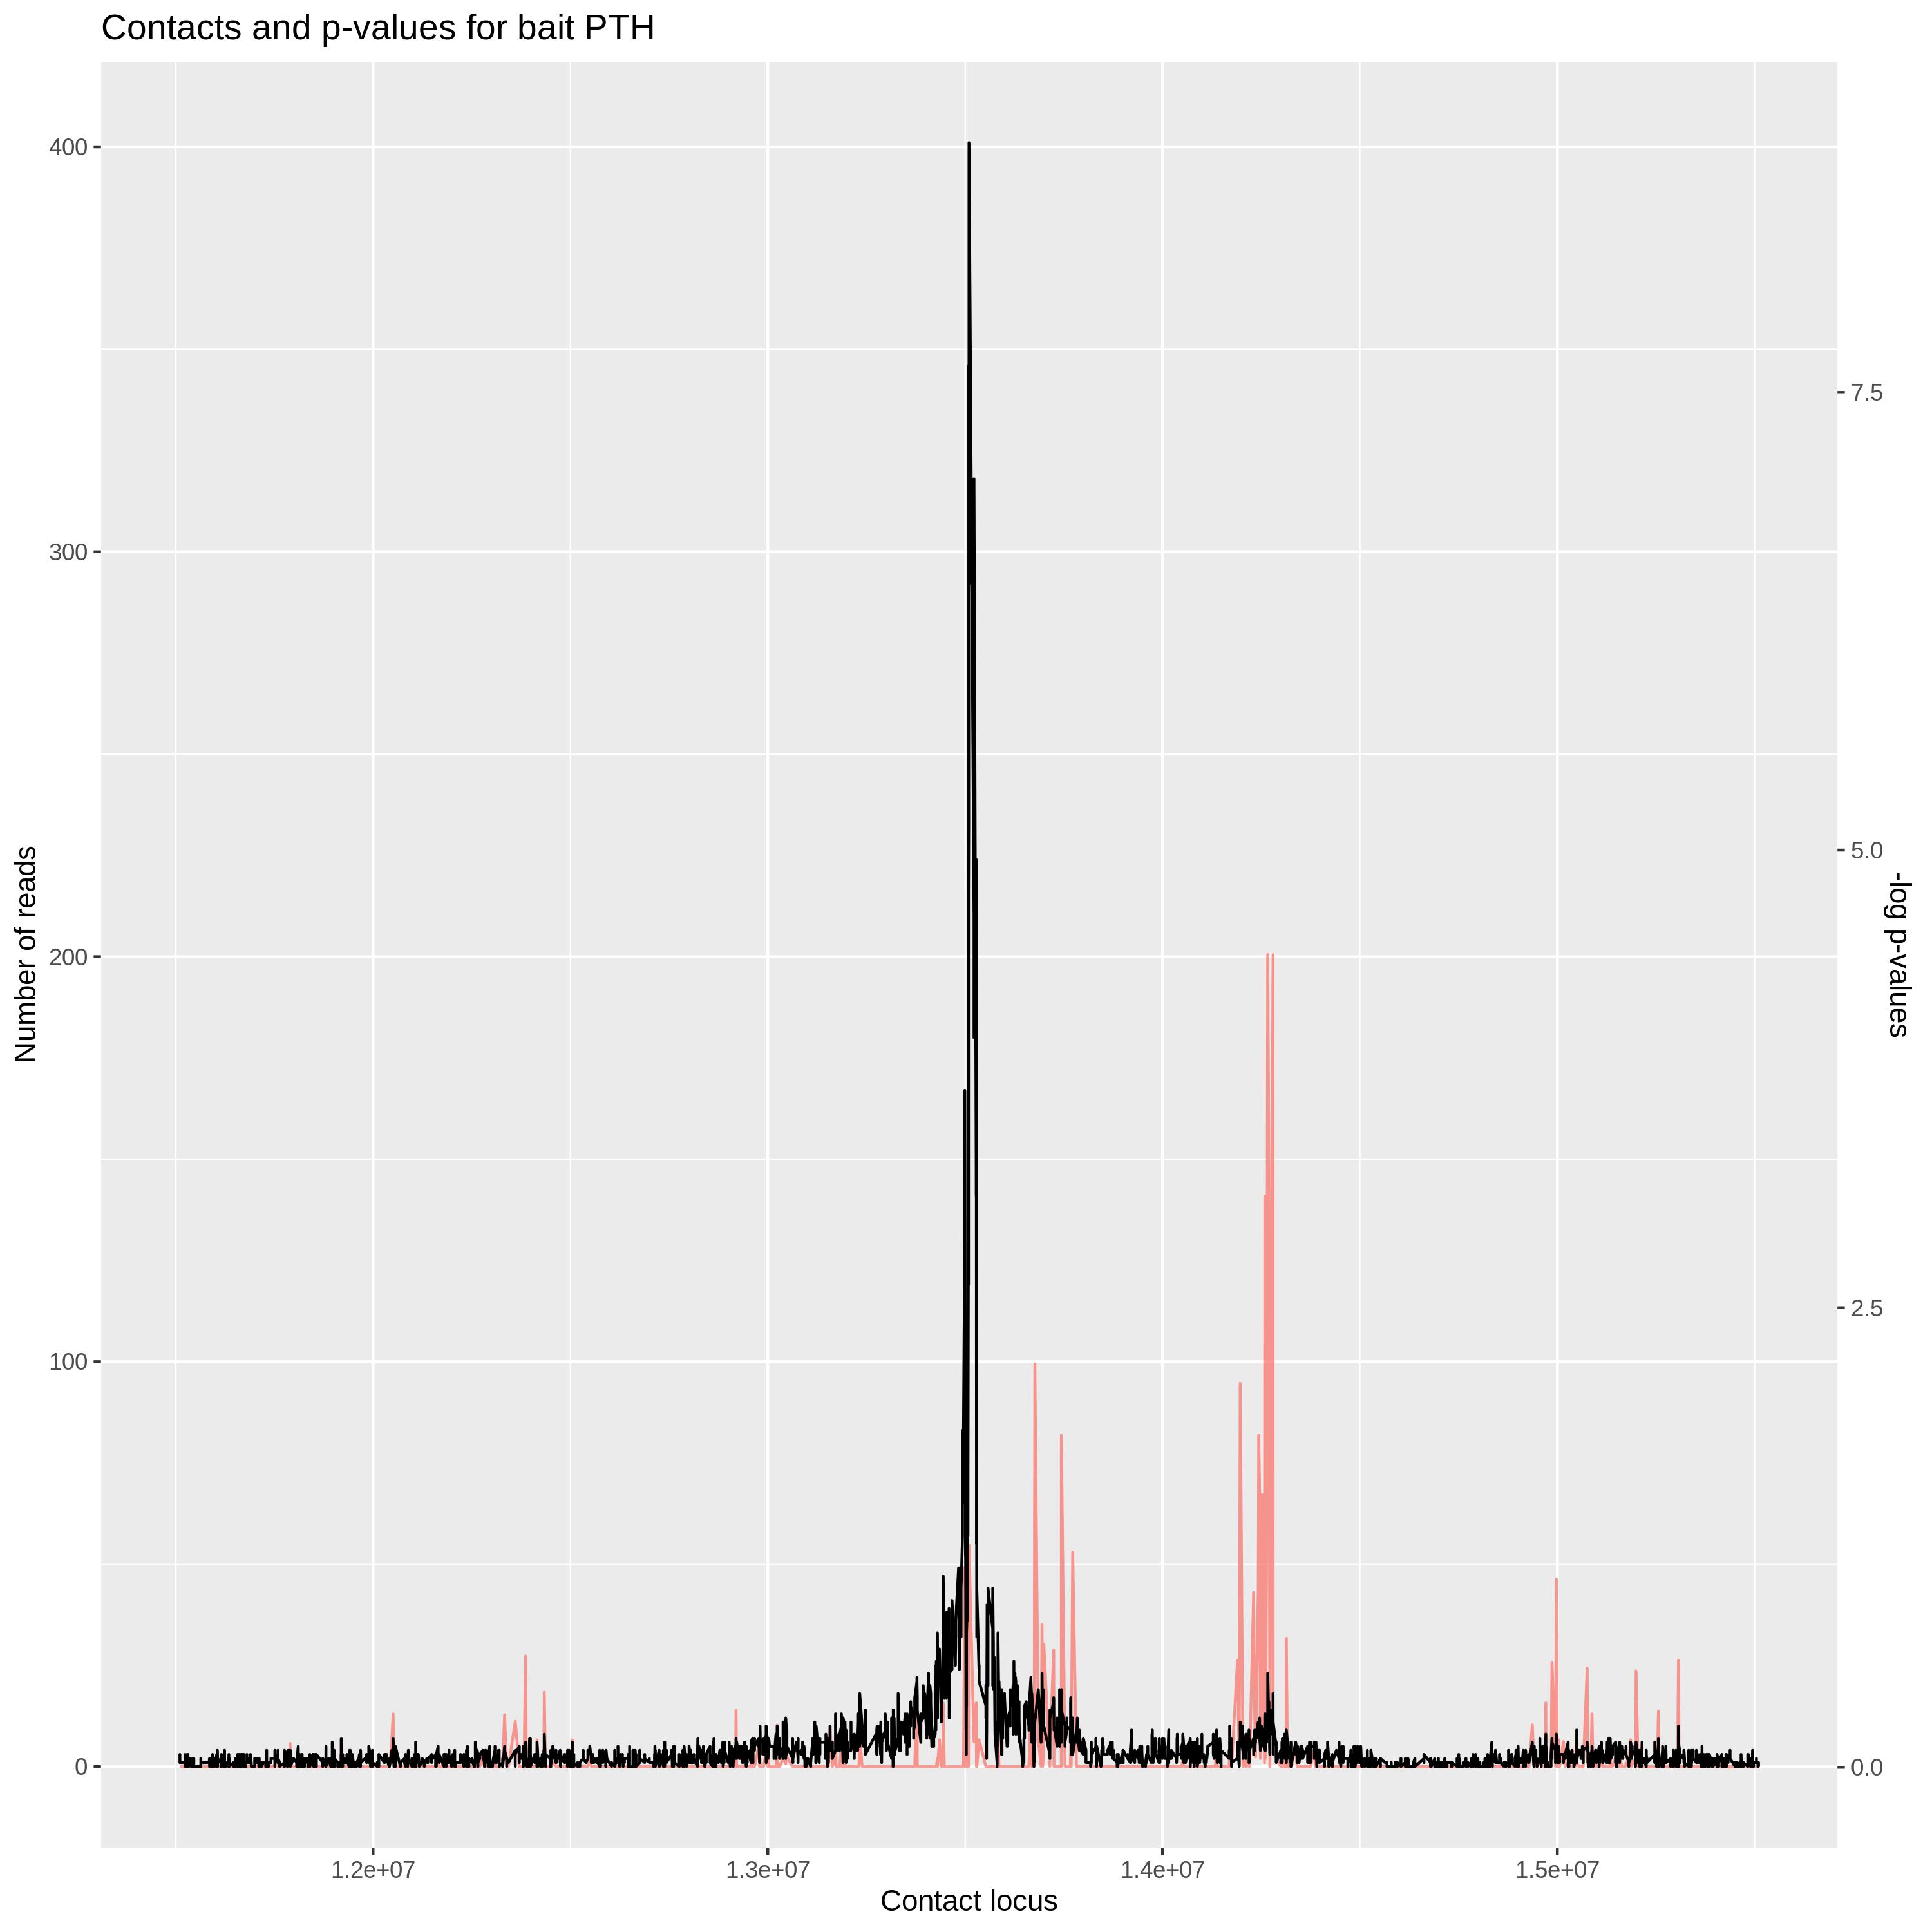 Contacts and p-values for bait PTH
400
300
200
100
0
Number of reads
7.5
5.0
2.5
0.0
-log p-values
1.2e+07
1.3e+07
1.4e+07
1.5e+07
Contact locus